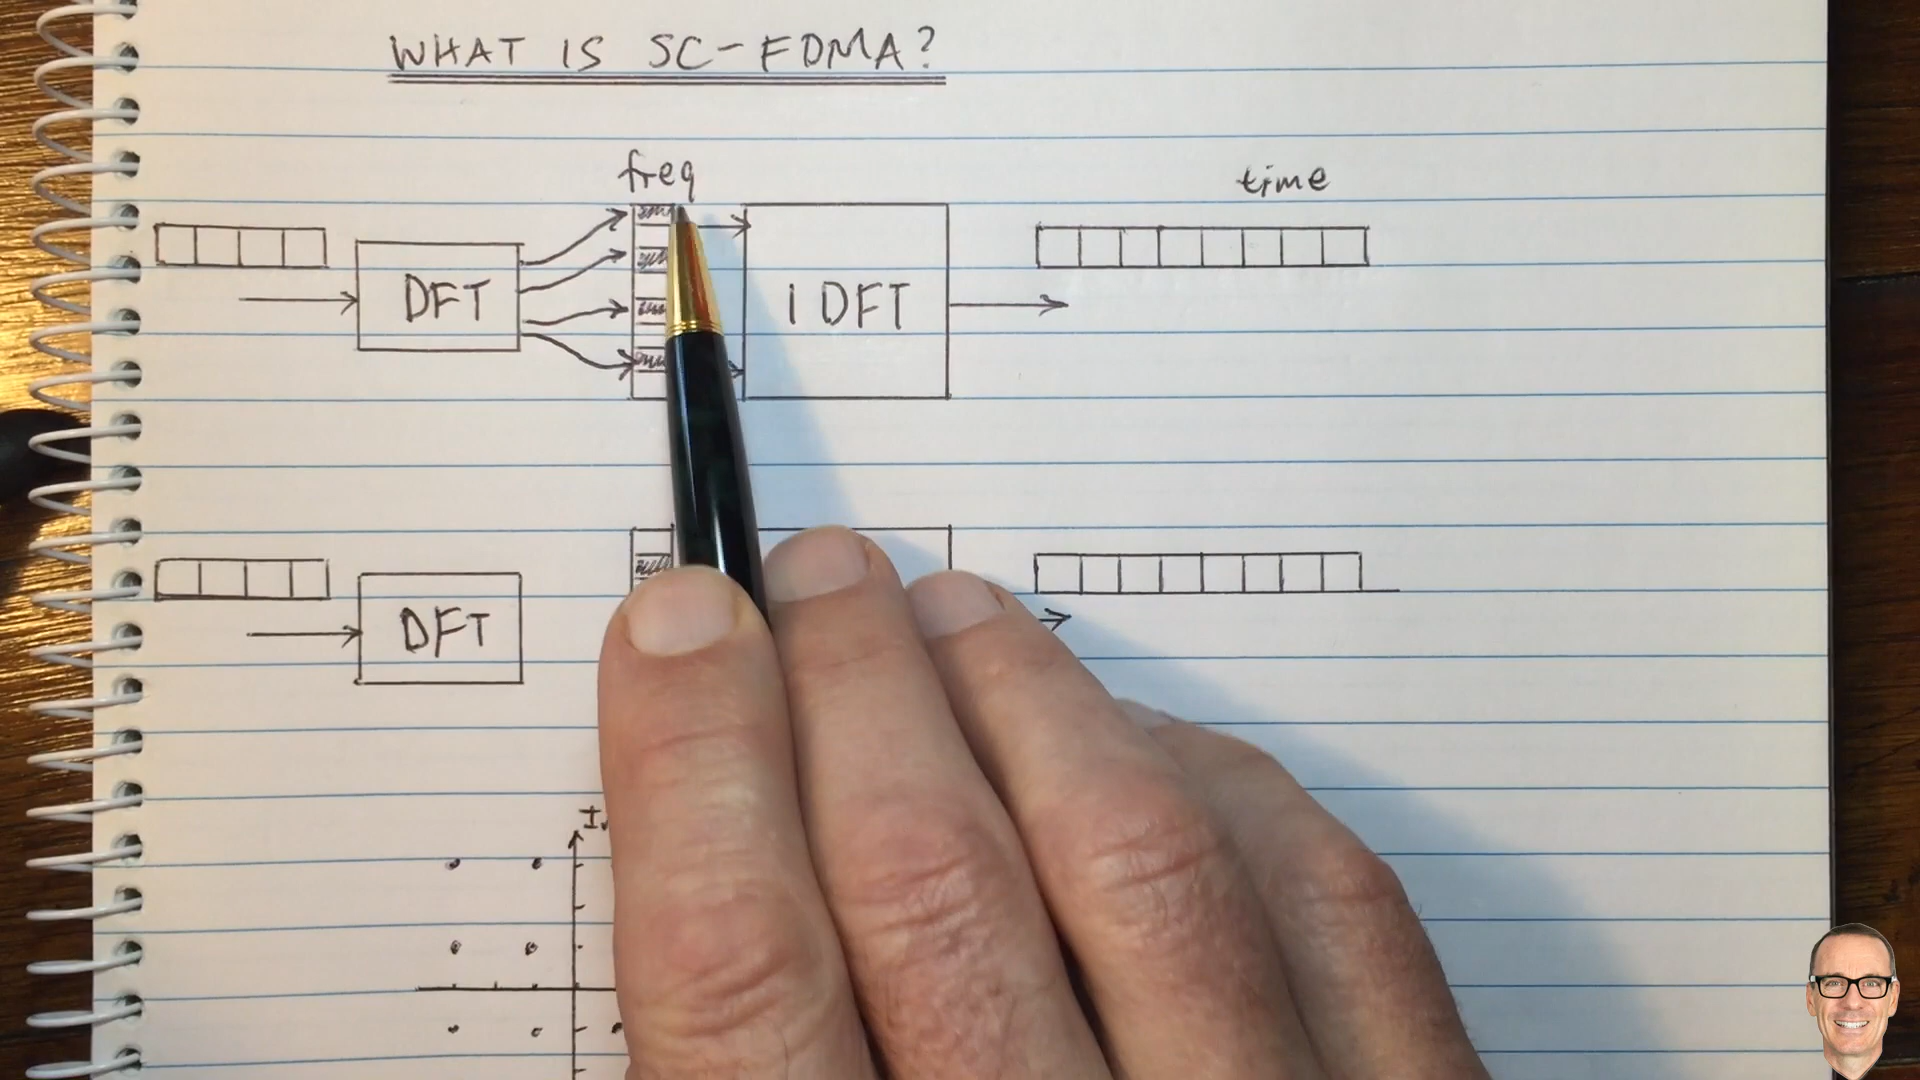 WHAT IS SC-FDMA?
freq
time
DFT
IDFT
DFT